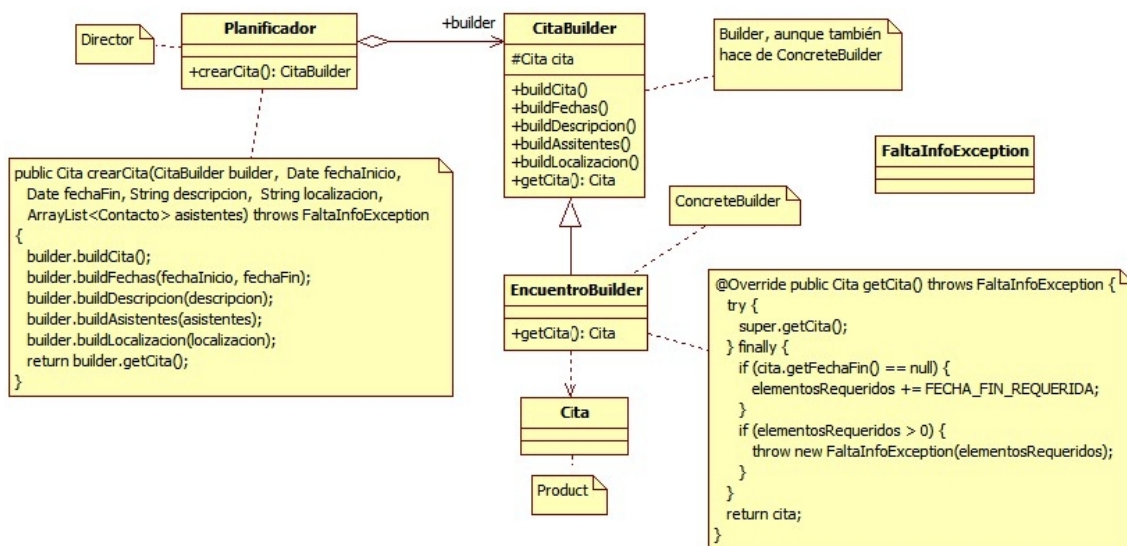 Director
Planificador
+crearCita(): CitaBuilder
+builder
CitaBuilder
#Cita cita
+buildCita()
+buildFechas()
+buildDescripcion()
+buildAssitentes()
+buildLocalizacion()
+getCita(): Cita
Builder, aunque también
hace de ConcreteBuilder
FaltaInfoException
public Cita crearCita(CitaBuilder builder, Date fechaInicio,
Date fechaFin, String descripcion, String localizacion,
ArrayList<Contacto> asistentes) throws FaltaInfoException
{
builder.buildCita();
builder.buildFechas(fechaInicio, fechaFin);
builder.buildDescripcion(descripcion);
builder.buildAsistentes(asistentes);
builder.buildLocalizacion(localizacion);
return builder.getCita();
}
ConcreteBuilder
EncuentroBuilder
+getCita(): Cita
Cita
Product
@Override public Cita getCita() throws FaltaInfoException {
try {
super.getCita();
} finally {
if (cita.getFechaFin() == null) {
elementosRequeridos += FECHA_FIN_REQUERIDA;
}
if (elementosRequeridos > 0) {
throw new FaltaInfoException(elementosRequeridos);
}
}
return cita;
}